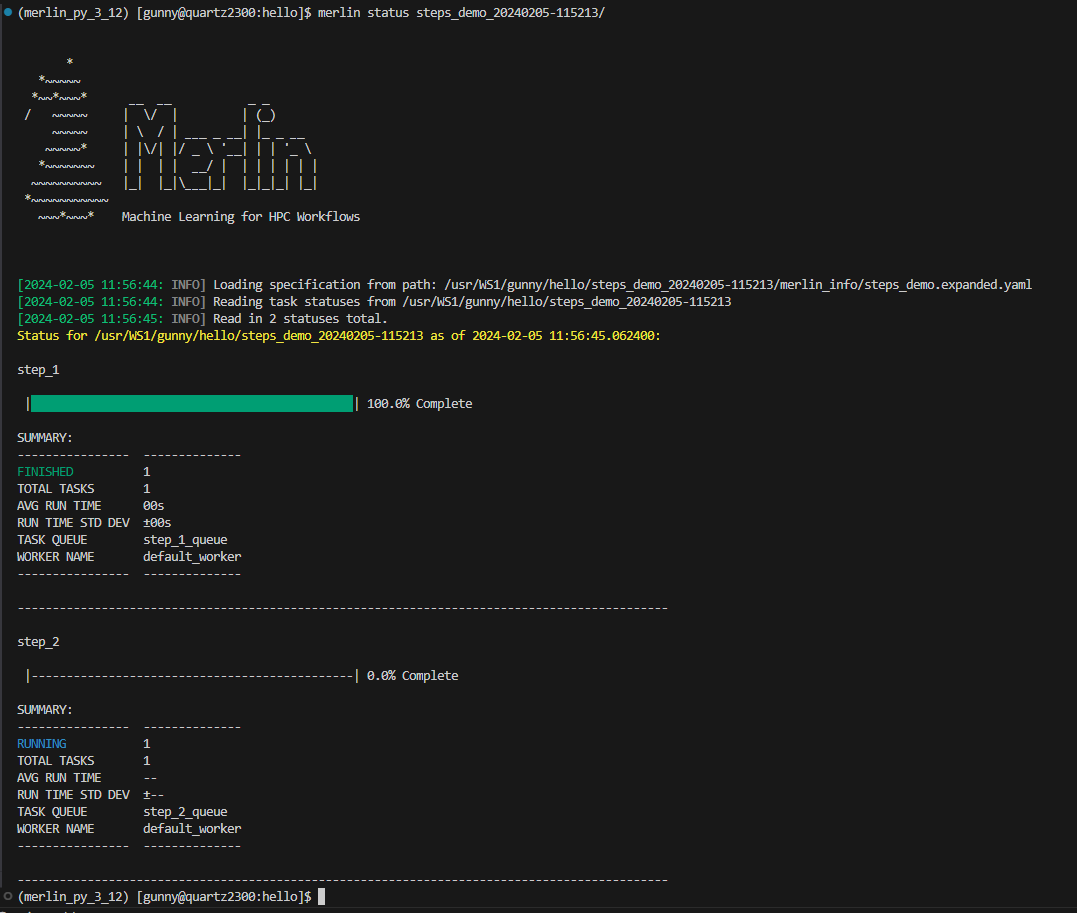 (merlin_py_3_12) [gunny@quartz2300:hello]$ merlin status steps_demo_20240205-115213/
Merlin
Machine Learning for HPC Workflows
[2024-02-05 11:56:44: INFO] Loading specification from path: /usr/WS1/gunny/hello/steps_demo_20240205-115213/merlin_info/steps_demo.expanded.yaml
[2024-02-05 11:56:44: INFO] Reading task statuses from /usr/WS1/gunny/hello/steps_demo_20240205-115213
[2024-02-05 11:56:45: INFO] Read in 2 statuses total.
Status for /usr/WS1/gunny/hello/steps_demo_20240205-115213 as of 2024-02-05 11:56:45.062400:
step_1
100.0% Complete
SUMMARY:
---------------- --------------
FINISHED 1
TOTAL TASKS 1
AVG RUN TIME 00s
RUN TIME STD DEV ±00s
TASK QUEUE step_1_queue
WORKER NAME default_worker
---------------- --------------
step_2
0.0% Complete
SUMMARY:
---------------- --------------
RUNNING 1
TOTAL TASKS 1
AVG RUN TIME --
RUN TIME STD DEV ±--
TASK QUEUE step_2_queue
WORKER NAME default_worker
---------------- --------------
(merlin_py_3_12) [gunny@quartz2300:hello]$